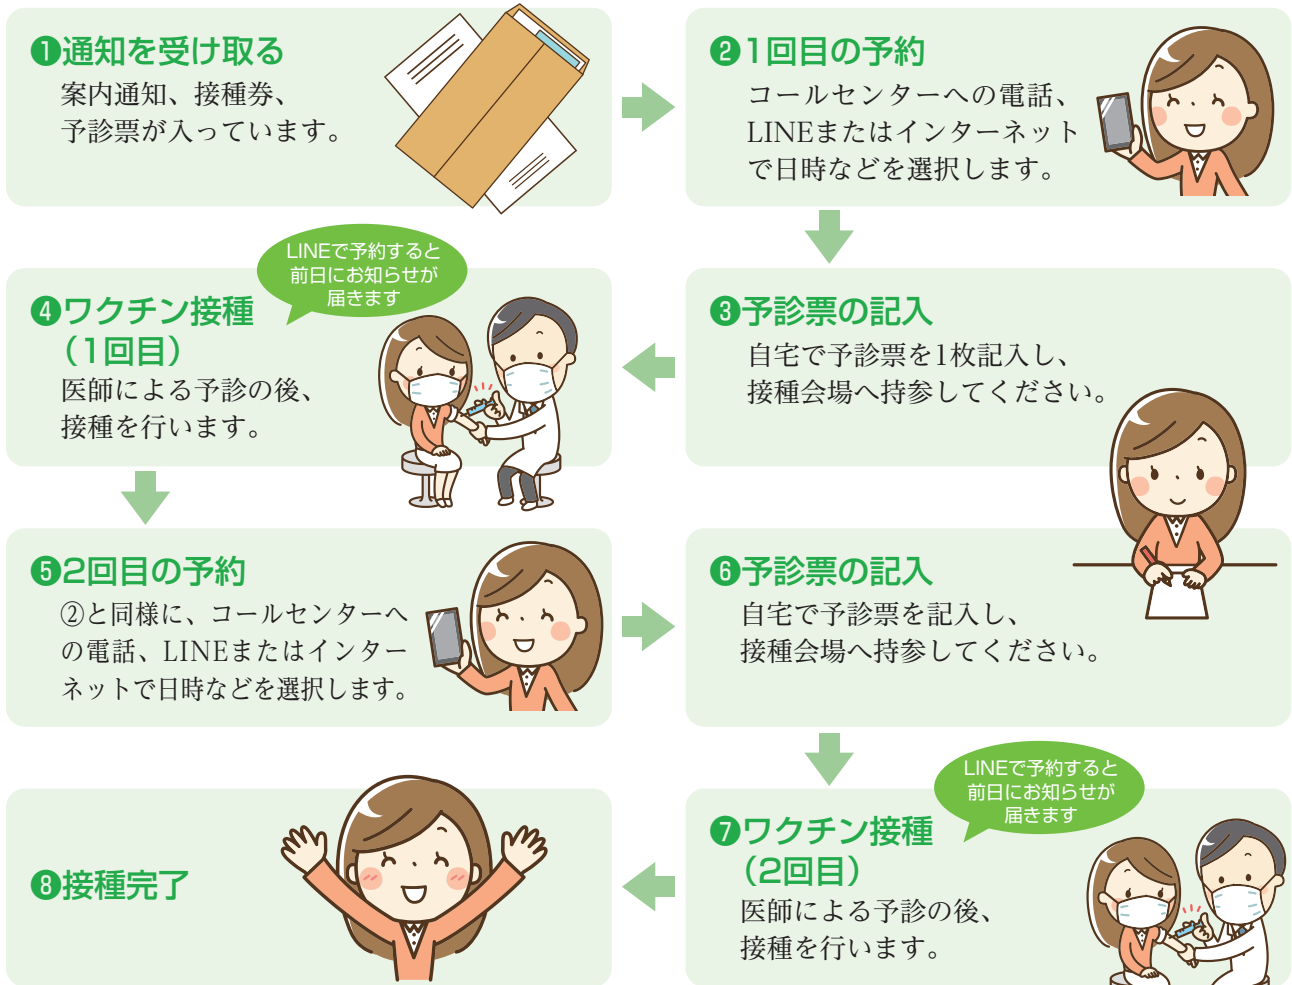 ❶通知を受け取る
案内通知、接種券、
予診票が入っています。
❷1回目の予約
コールセンターへの電話、
LINEまたはインターネット
で日時などを選択します。
❸予診票の記入
自宅で予診票を1枚記入し、
接種会場へ持参してください。
LINEで予約すると
前日にお知らせが
届きます
❹ワクチン接種
（1回目）
医師による予診の後、
接種を行います。
❺2回目の予約
②と同様に、コールセンターへ
の電話、LINEまたはインター
ネットで日時などを選択します。
❻予診票の記入
自宅で予診票を記入し、
接種会場へ持参してください。
LINEで予約すると
前日にお知らせが
届きます
❼ワクチン接種
（2回目）
医師による予診の後、
接種を行います。
❽接種完了